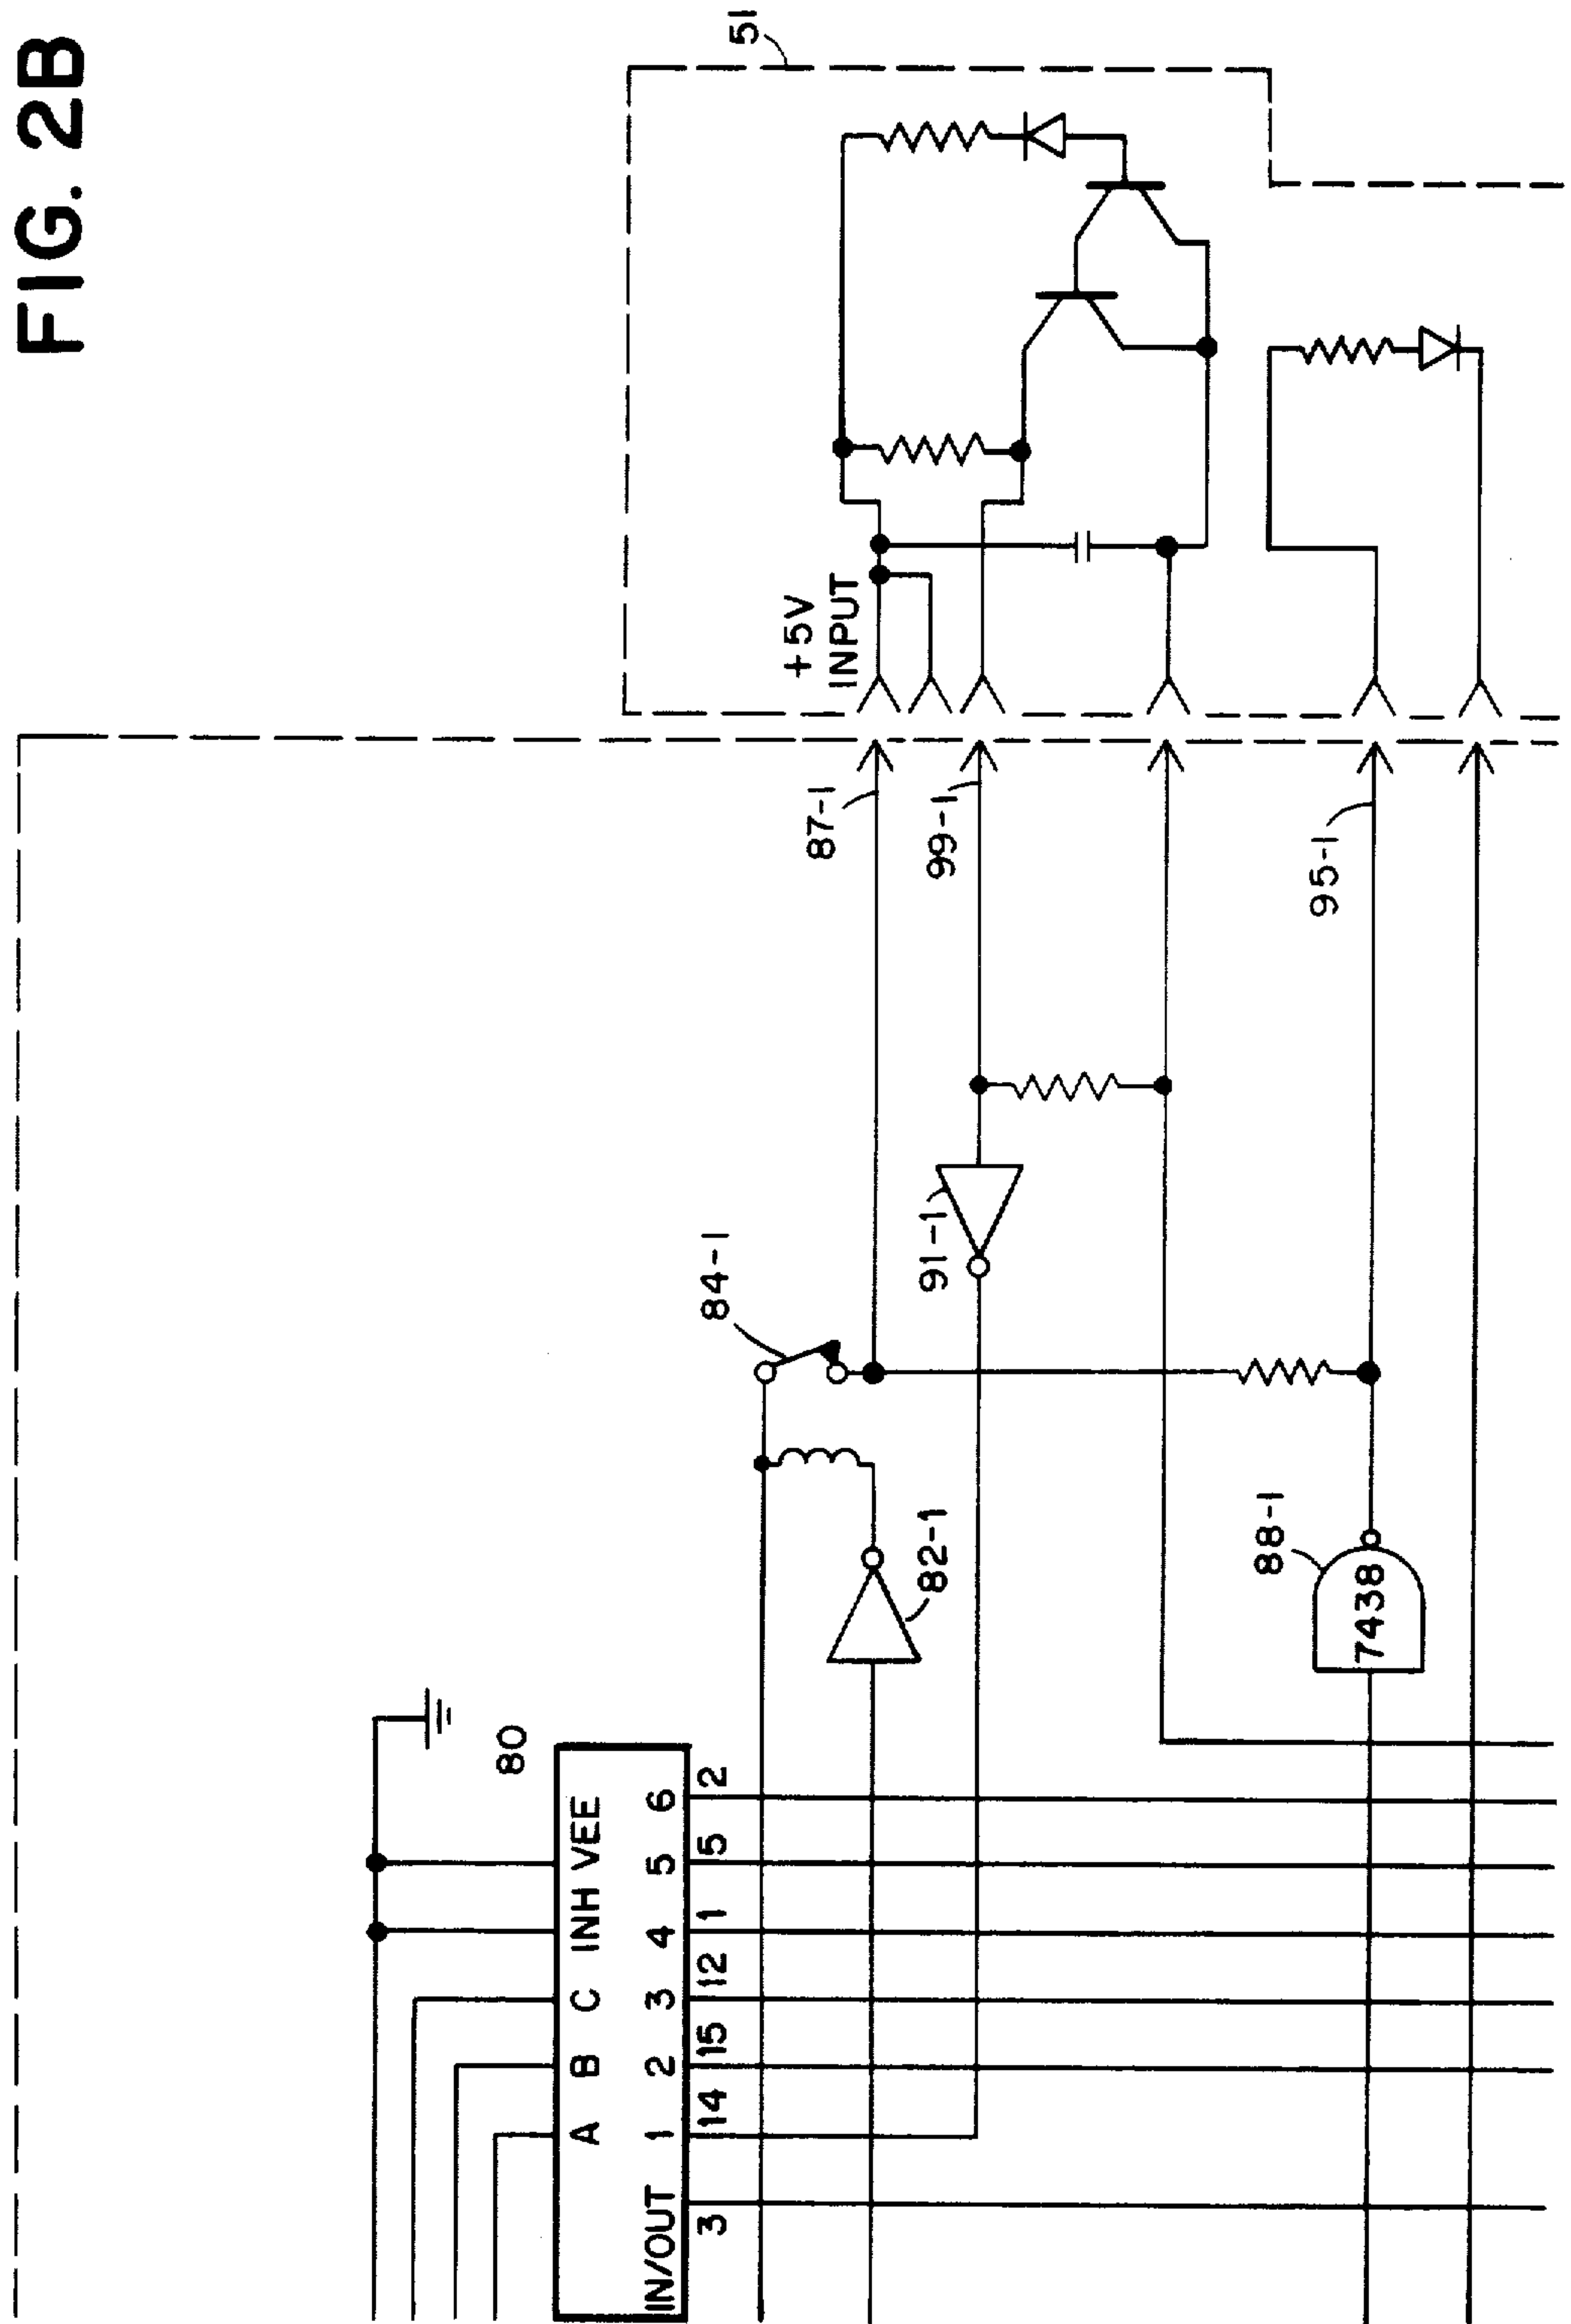 FIG. 2B
51
+5V
INPUT
87-1
99-1
95-1
84-1
91-1
82-1
88-1
7438
80
A B C INH VEE
IN/OUT 1 2 3 4 5 6
3 14 15 12 1 5 2